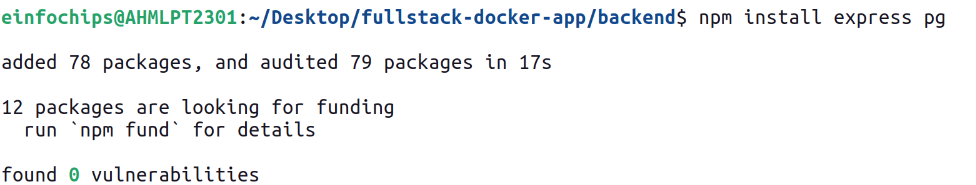 einfochips@AHMLPT2301:~/Desktop/fullstack-docker-app/backend$ npm install express pg
added 78 packages, and audited 79 packages in 17s
12 packages are looking for funding
  run `npm fund` for details
found 0 vulnerabilities